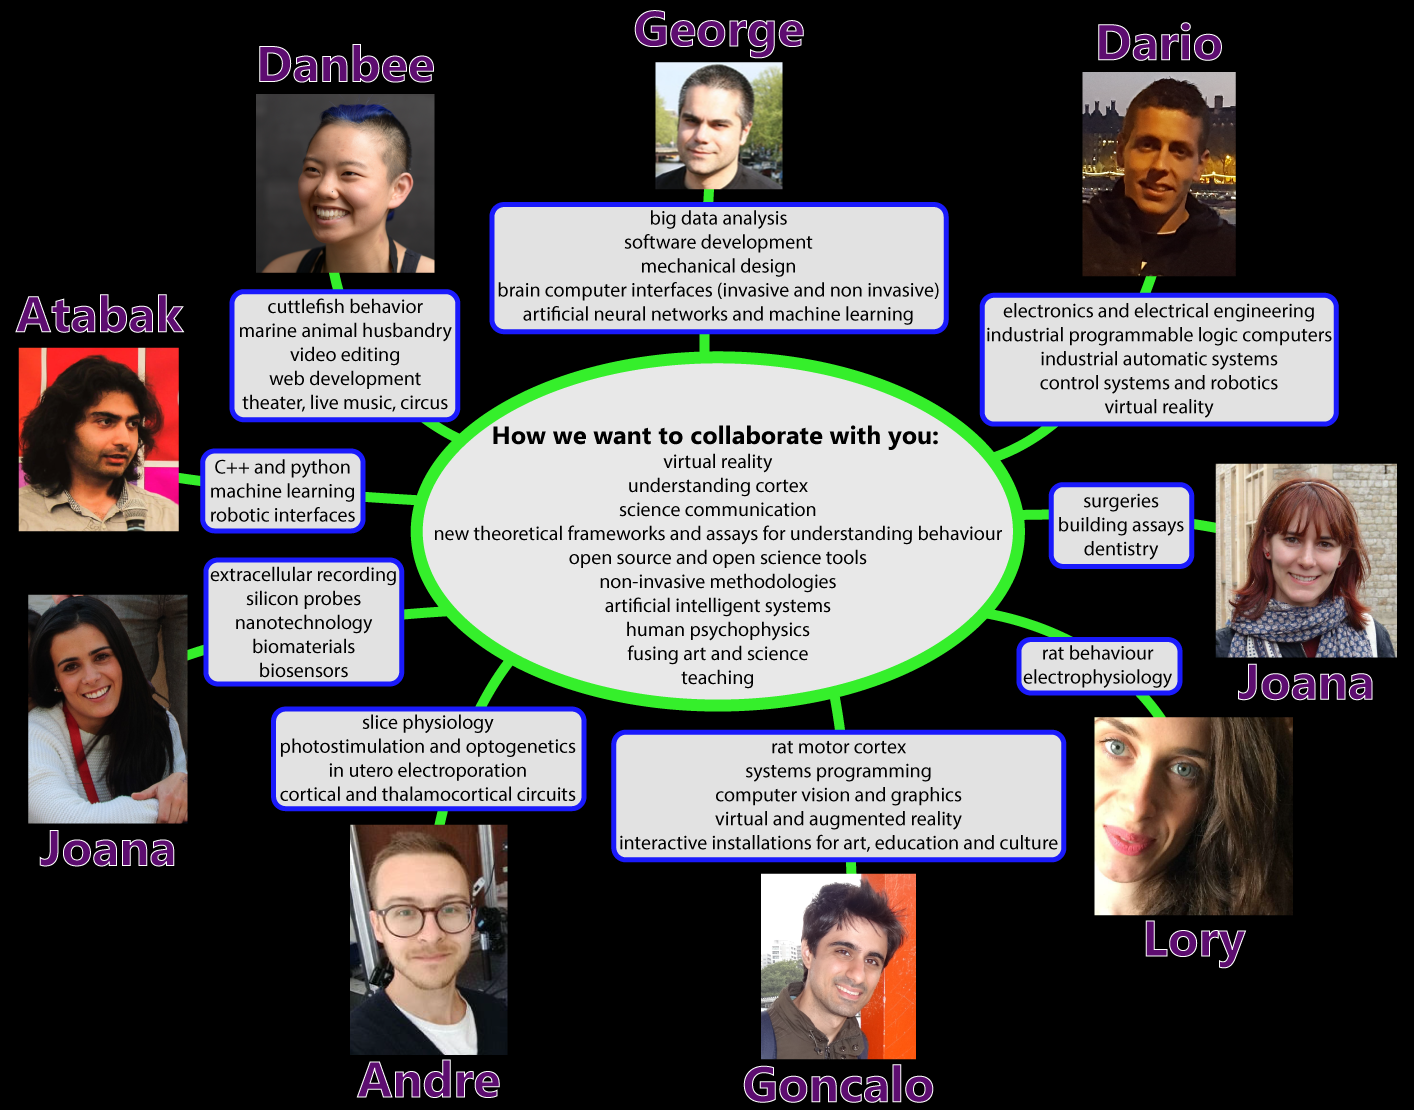 George
big data analysis
software development
mechanical design
brain computer interfaces (invasive and non invasive)
artificial neural networks and machine learning
Danbee
cuttlefish behavior
marine animal husbandry
video editing
web development
theater, live music, circus
Dario
electronics and electrical engineering
industrial programmable logic computers
industrial automatic systems
control systems and robotics
virtual reality
Atabak
C++ and python
machine learning
robotic interfaces
How we want to collaborate with you:
virtual reality
understanding cortex
science communication
new theoretical frameworks and assays for understanding behaviour
open source and open science tools
non-invasive methodologies
artificial intelligent systems
human psychophysics
fusing art and science
teaching
surgeries
building assays
dentistry
Joana
extracellular recording
silicon probes
nanotechnology
biomaterials
biosensors
Joana
rat behaviour
electrophysiology
Lory
slice physiology
photostimulation and optogenetics
in utero electroporation
cortical and thalamocortical circuits
Andre
rat motor cortex
systems programming
computer vision and graphics
virtual and augmented reality
interactive installations for art, education and culture
Goncalo